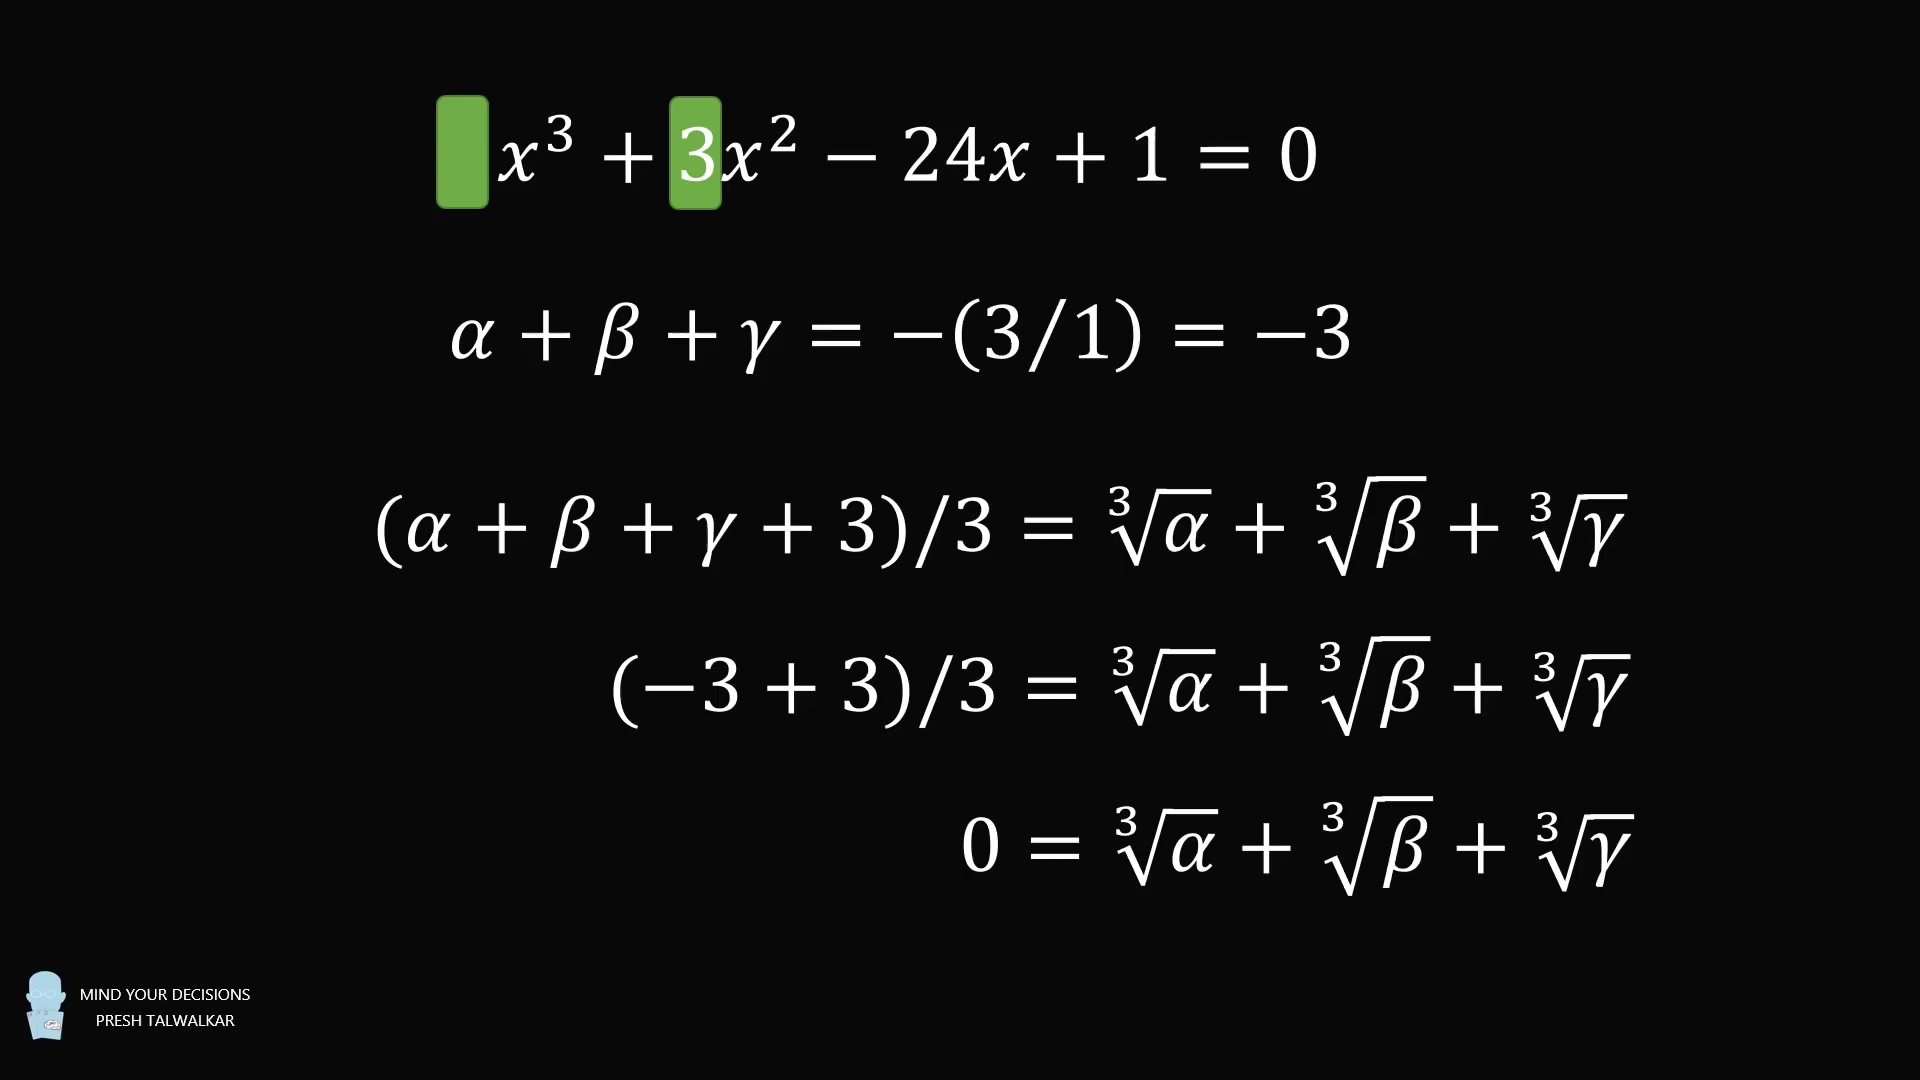 x³ + 3x² − 24x + 1 = 0
α + β + γ = −(3/1) = −3
(α + β + γ + 3)/3 = ∛α + ∛β + ∛γ
(−3 + 3)/3 = ∛α + ∛β + ∛γ
0 = ∛α + ∛β + ∛γ
MIND YOUR DECISIONS
PRESH TALWALKAR